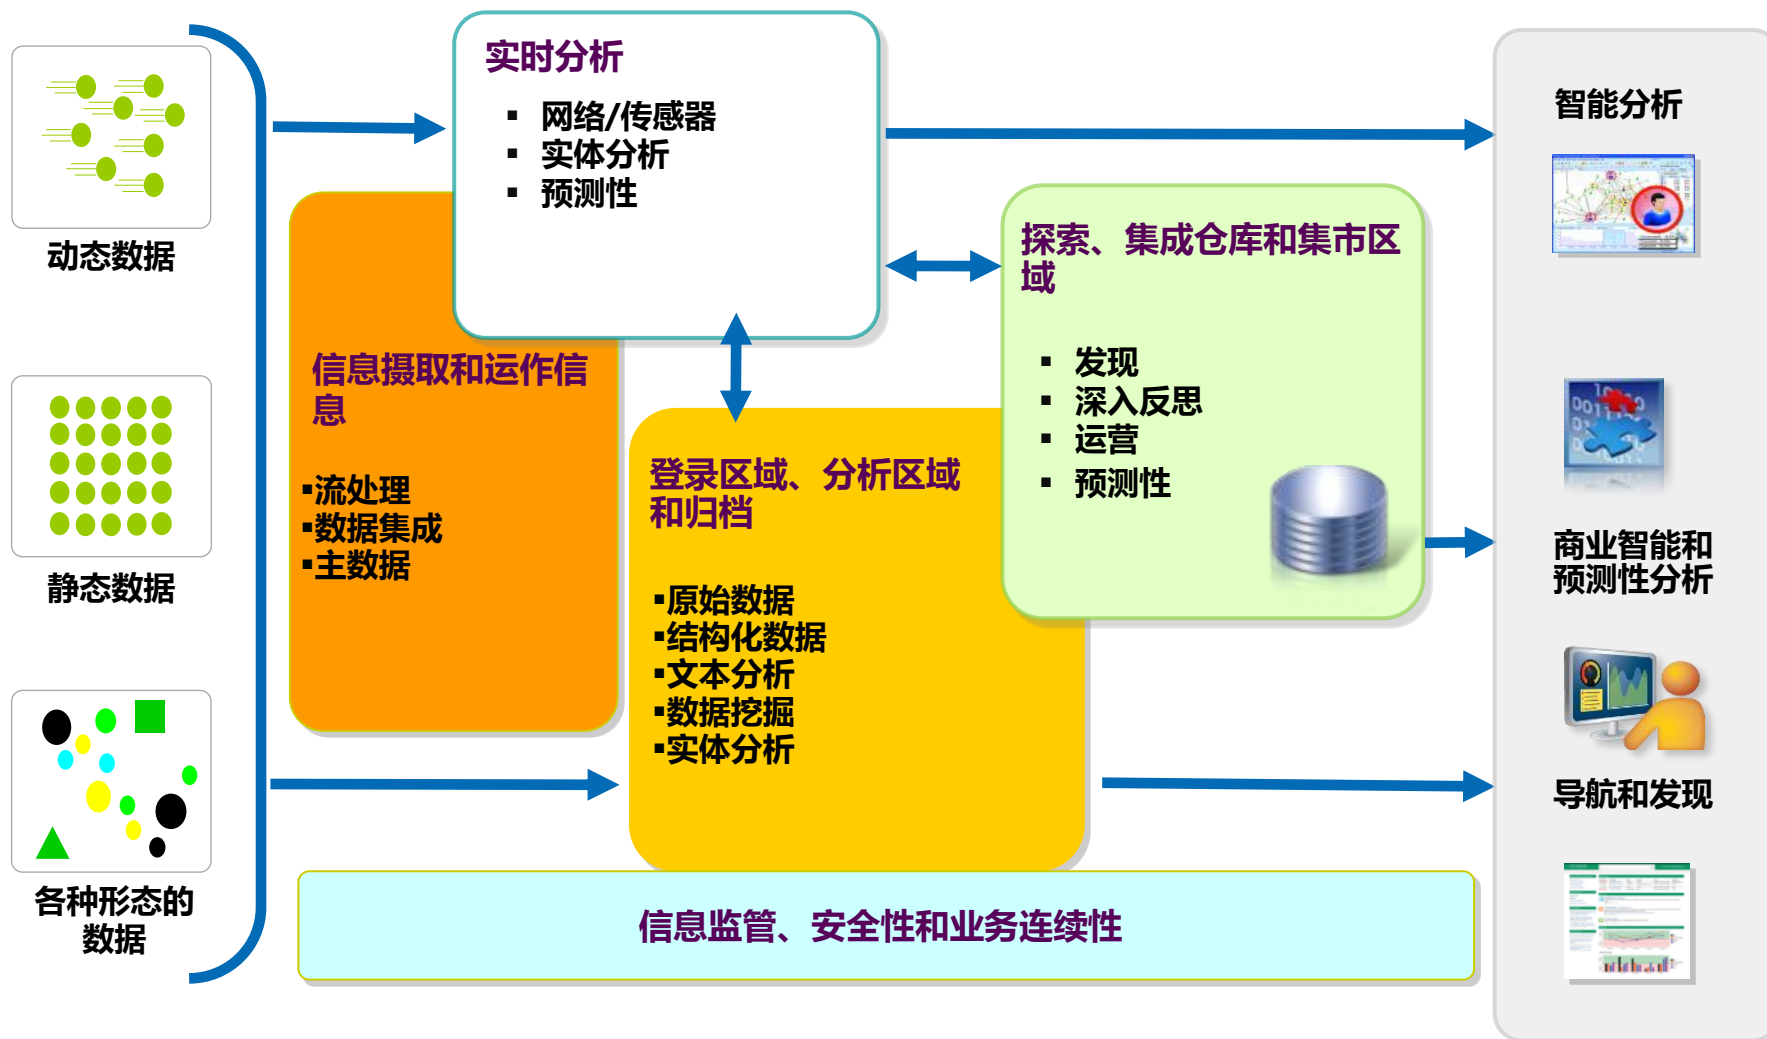 动态数据
静态数据
各种形态的
数据
实时分析
▪ 网络/传感器
▪ 实体分析
▪ 预测性
信息摄取和运作信
息
▪流处理
▪数据集成
▪主数据
登录区域、分析区域
和归档
▪原始数据
▪结构化数据
▪文本分析
▪数据挖掘
▪实体分析
探索、集成仓库和集市区
域
▪ 发现
▪ 深入反思
▪ 运营
▪ 预测性
信息监管、安全性和业务连续性
智能分析
商业智能和
预测性分析
导航和发现